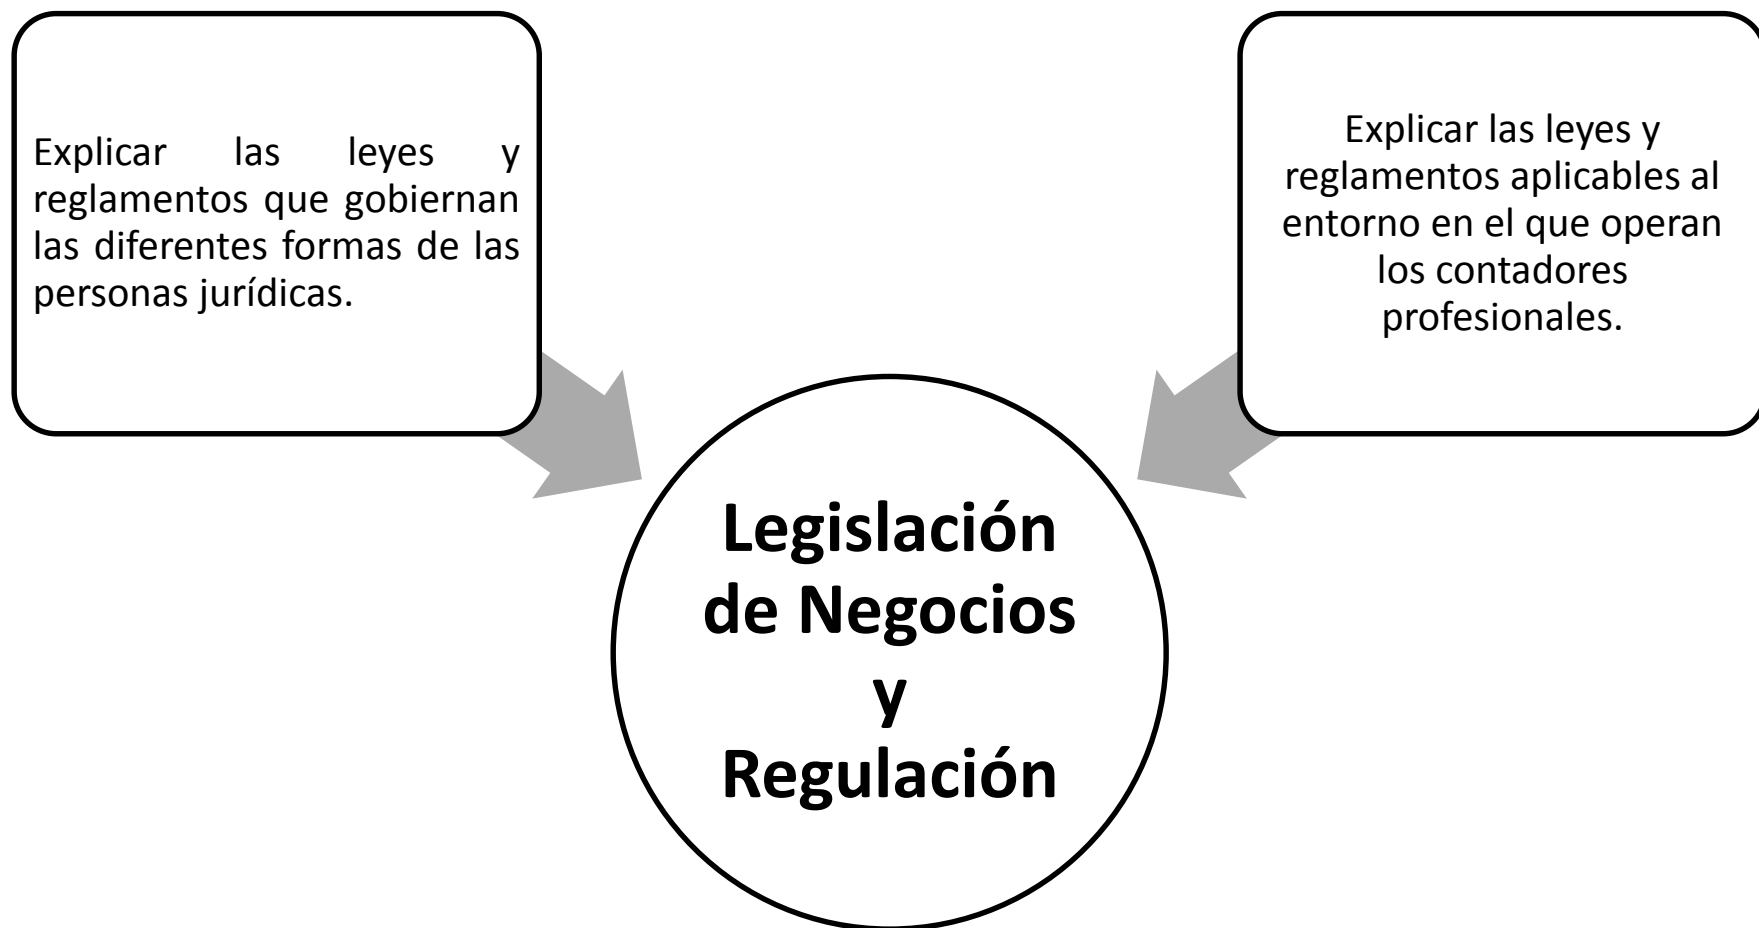 Explicar las leyes y
reglamentos que gobiernan
las diferentes formas de las
personas jurídicas.
Explicar las leyes y
reglamentos aplicables al
entorno en el que operan
los contadores
profesionales.
Legislación
de Negocios
y
Regulación